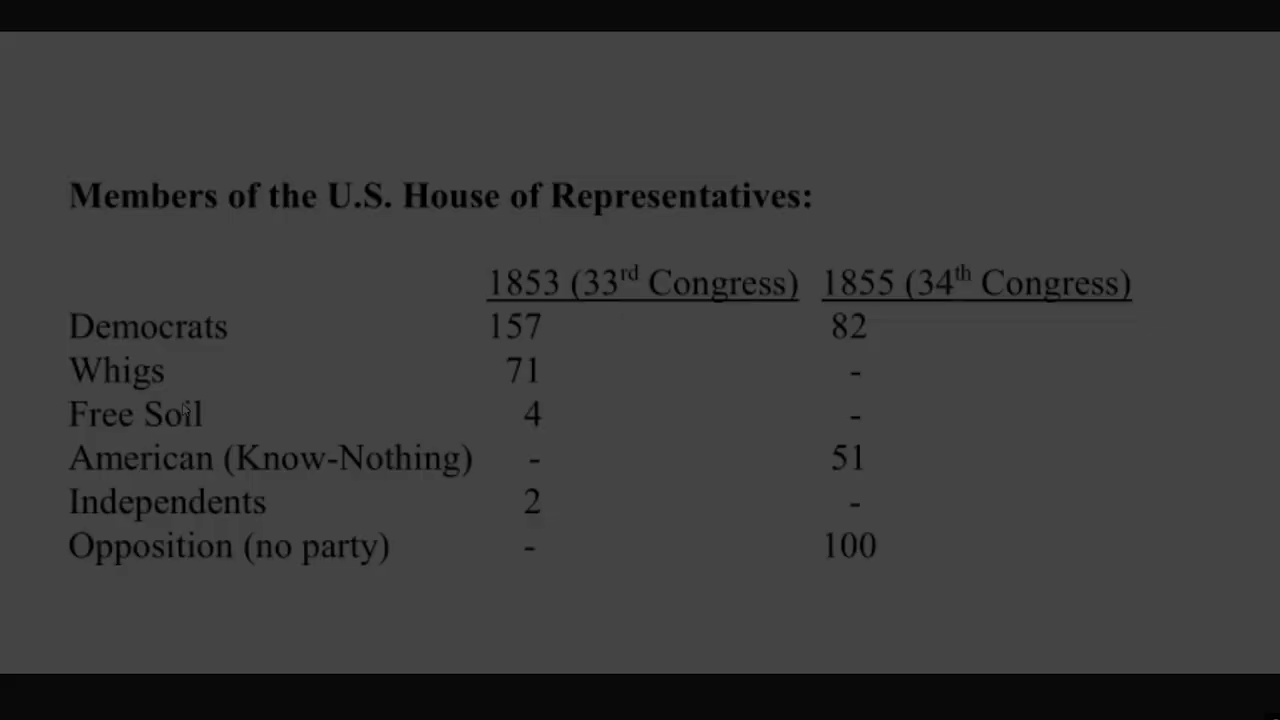 Members of the U.S. House of Representatives:
1853 (33rd Congress) 1855 (34th Congress)
Democrats 157 82
Whigs 71 -
Free Soil 4 -
American (Know-Nothing) - 51
Independents 2 -
Opposition (no party) - 100